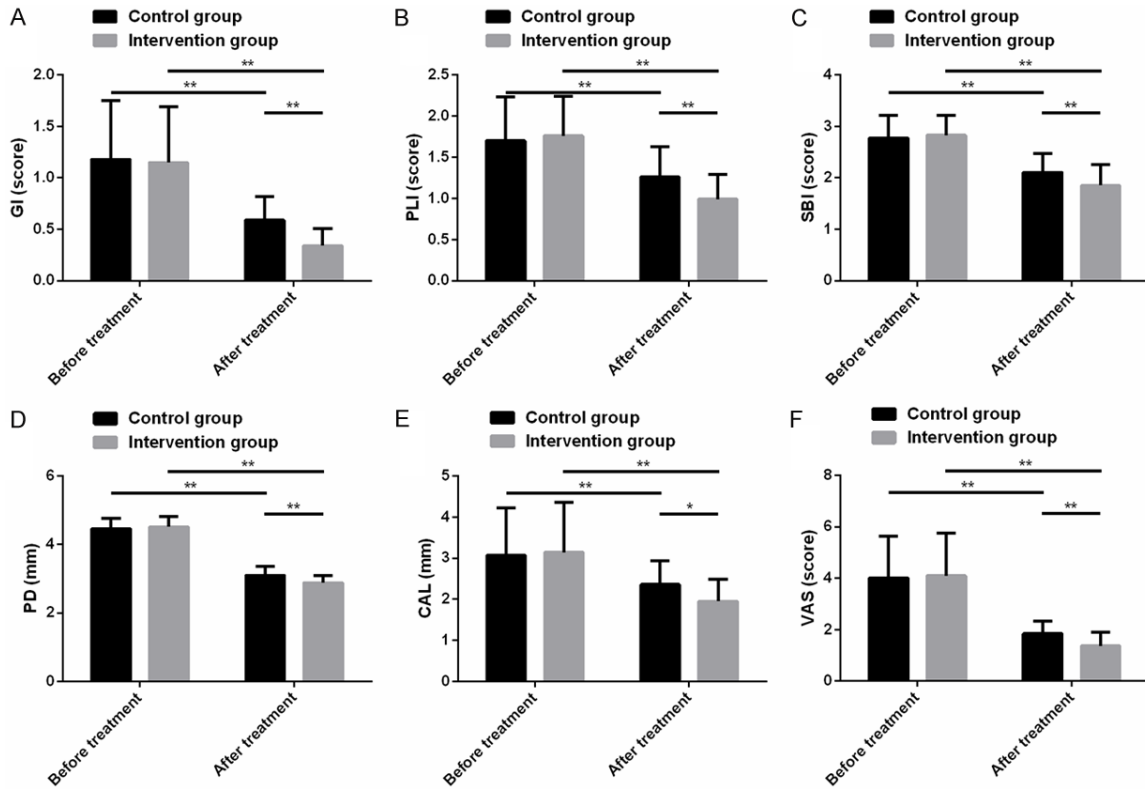 A
Control group
Intervention group
**
**
**
GI (score)
2.0
1.5
1.0
0.5
0.0
Before treatment
After treatment
B
Control group
Intervention group
**
**
**
PLI (score)
2.5
2.0
1.5
1.0
0.5
0.0
Before treatment
After treatment
C
Control group
Intervention group
**
**
**
SBI (score)
4
3
2
1
0
Before treatment
After treatment
D
Control group
Intervention group
**
**
**
PD (mm)
6
4
2
0
Before treatment
After treatment
E
Control group
Intervention group
**
**
*
CAL (mm)
5
4
3
2
1
0
Before treatment
After treatment
F
Control group
Intervention group
**
**
**
VAS (score)
8
6
4
2
0
Before treatment
After treatment